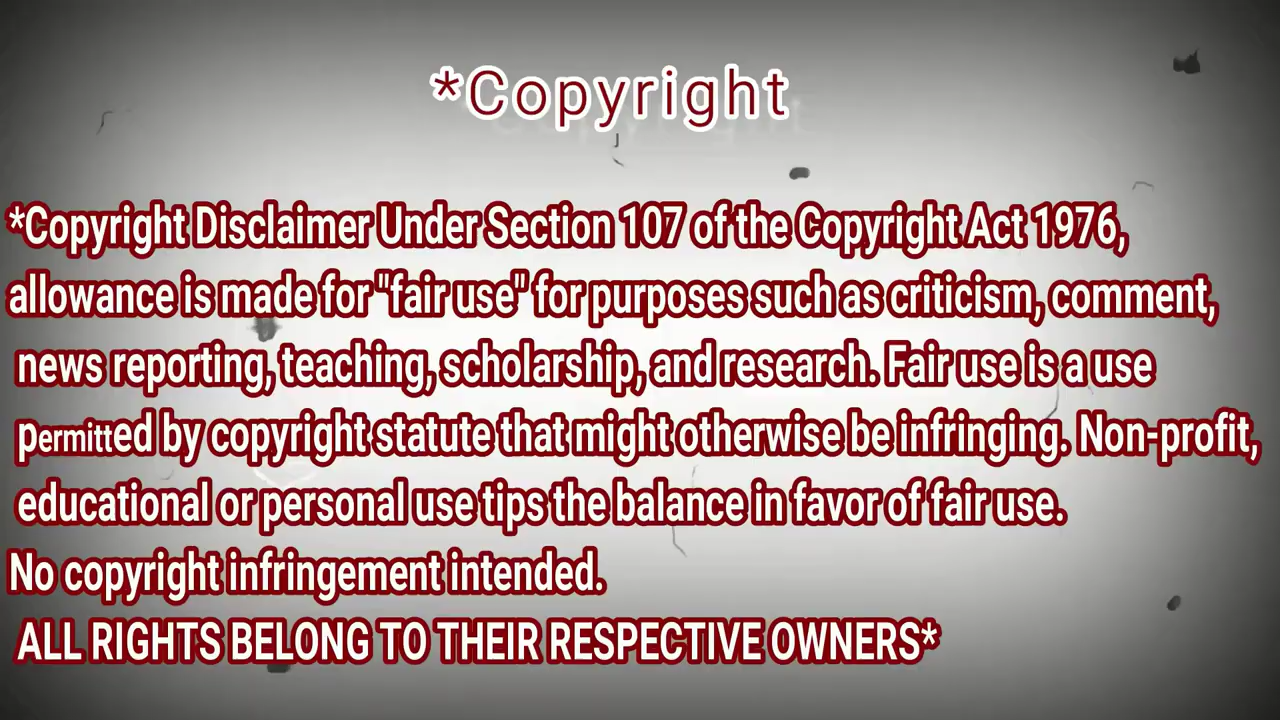 *Copyright
*Copyright Disclaimer Under Section 107 of the Copyright Act 1976,
allowance is made for "fair use" for purposes such as criticism, comment,
news reporting, teaching, scholarship, and research. Fair use is a use
permitted by copyright statute that might otherwise be infringing. Non-profit,
educational or personal use tips the balance in favor of fair use.
No copyright infringement intended.
ALL RIGHTS BELONG TO THEIR RESPECTIVE OWNERS*